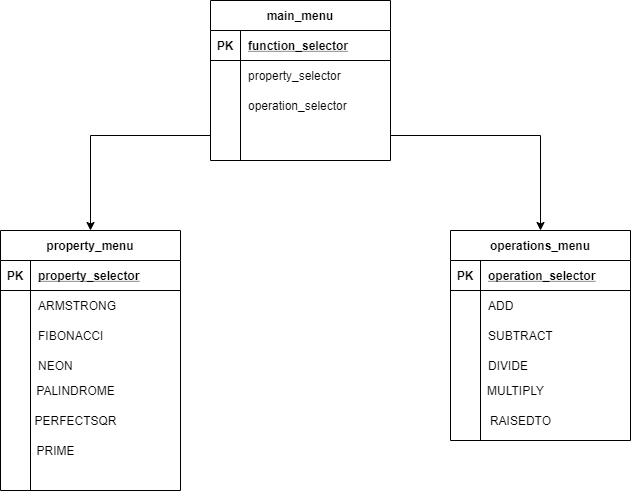 main_menu
PK function_selector
property_selector
operation_selector
property_menu
PK property_selector
ARMSTRONG
FIBONACCI
NEON
PALINDROME
PERFECTSQR
PRIME
operations_menu
PK operation_selector
ADD
SUBTRACT
DIVIDE
MULTIPLY
RAISEDTO